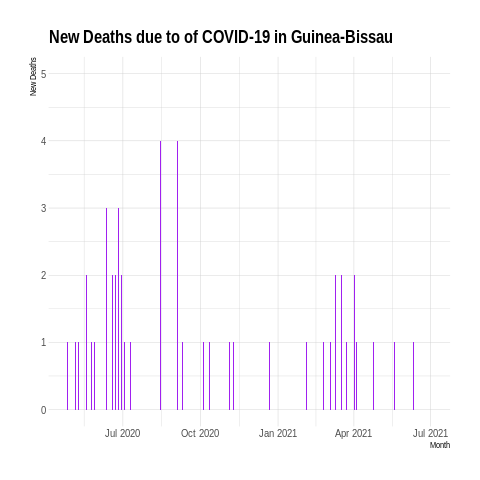 New Deaths due to of COVID-19 in Guinea-Bissau
New Deaths
5
4
3
2
1
0
Jul 2020 Oct 2020 Jan 2021 Apr 2021 Jul 2021
Month